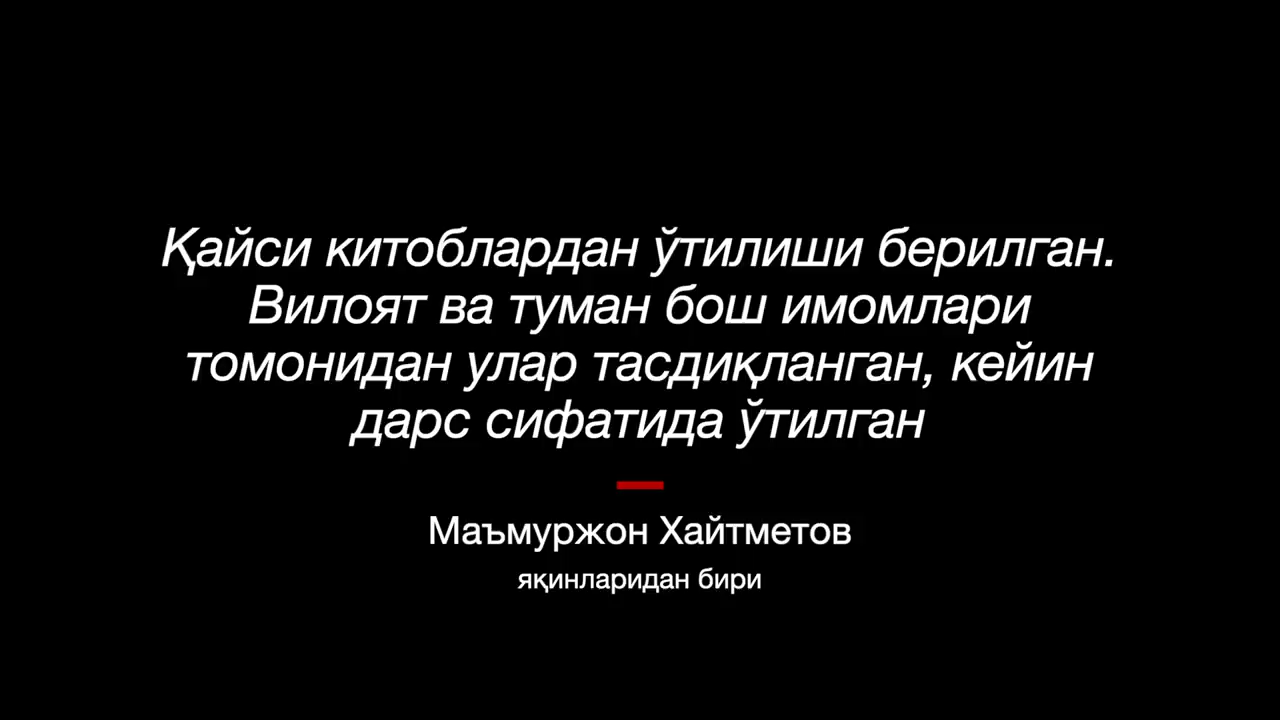 Қайси китоблардан ўтилиши берилган.
Вилоят ва туман бош имомлари
томонидан улар тасдиқланган, кейин
дарс сифатида ўтилган
Маъмуржон Хайтметов
яқинларидан бири